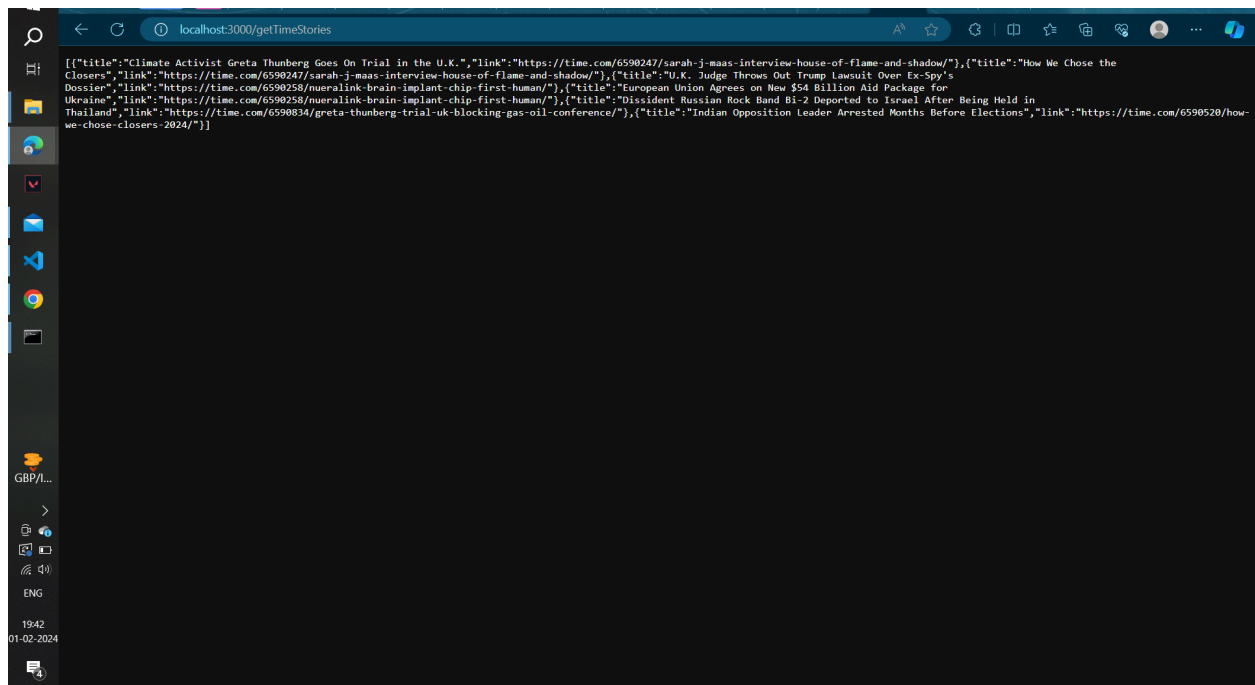 localhost:3000/getTimeStories
[{"title":"Climate Activist Greta Thunberg Goes On Trial in the U.K.","link":"https://time.com/6590247/sarah-j-maas-interview-house-of-flame-and-shadow/"},{"title":"How We Chose the
Closers","link":"https://time.com/6590247/sarah-j-maas-interview-house-of-flame-and-shadow/"},{"title":"U.K. Judge Throws Out Trump Lawsuit Over Ex-Spy's
Dossier","link":"https://time.com/6590258/nueralink-brain-implant-chip-first-human/"},{"title":"European Union Agrees on New $54 Billion Aid Package for
Ukraine","link":"https://time.com/6590258/nueralink-brain-implant-chip-first-human/"},{"title":"Dissident Russian Rock Band Bi-2 Deported to Israel After Being Held in
Thailand","link":"https://time.com/6590834/greta-thunberg-trial-uk-blocking-gas-oil-conference/"},{"title":"Indian Opposition Leader Arrested Months Before Elections","link":"https://time.com/6590520/how-
we-chose-closers-2024/"}]
GBP/I...
ENG
19:42
01-02-2024
4